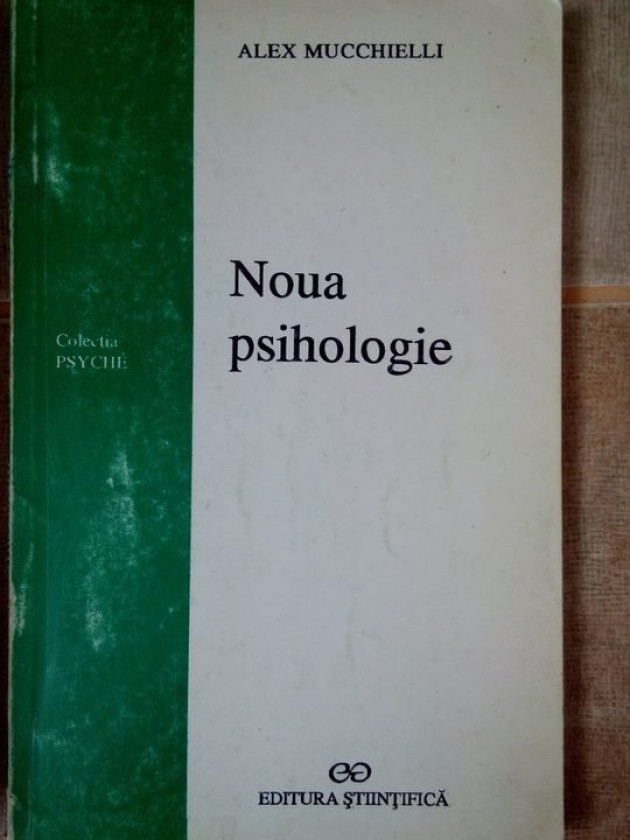 ALEX MUCCHIELLI
Noua
psihologie
Colectia
PSYCHÉ
EDITURA ŞTIINŢIFICĂ